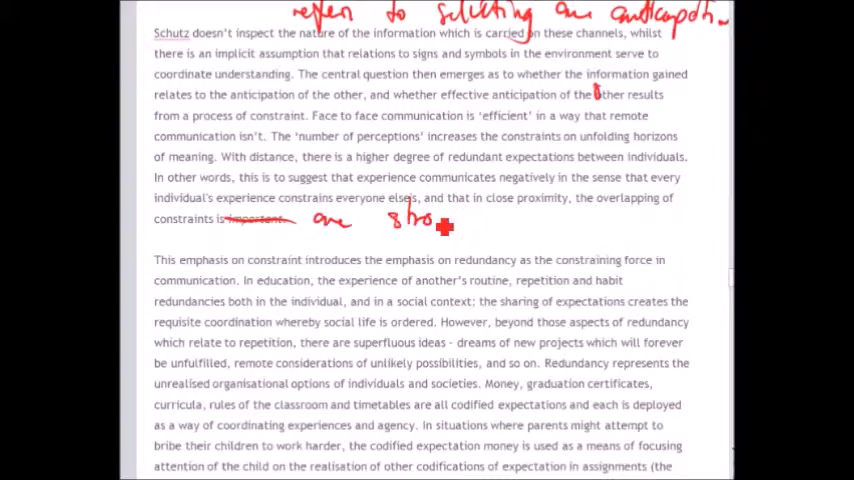 refers to selecting an anticipati
Schutz doesn't inspect the nature of the information which is carried on these channels, whilst
there is an implicit assumption that relations to signs and symbols in the environment serve to
coordinate understanding. The central question then emerges as to whether the information gained
relates to the anticipation of the other, and whether effective anticipation of the other results
from a process of constraint. Face to face communication is 'efficient' in a way that remote
communication isn't. The 'number of perceptions' increases the constraints on unfolding horizons
of meaning. With distance, there is a higher degree of redundant expectations between individuals.
In other words, this is to suggest that experience communicates negatively in the sense that every
individual's experience constrains everyone else's, and that in close proximity, the overlapping of
constraints is important. are stro
This emphasis on constraint introduces the emphasis on redundancy as the constraining force in
communication. In education, the experience of another's routine, repetition and habit
redundancies both in the individual, and in a social context: the sharing of expectations creates the
requisite coordination whereby social life is ordered. However, beyond those aspects of redundancy
which relate to repetition, there are superfluous ideas - dreams of new projects which will forever
be unfulfilled, remote considerations of unlikely possibilities, and so on. Redundancy represents the
unrealised organisational options of individuals and societies. Money, graduation certificates,
curricula, rules of the classroom and timetables are all codified expectations and each is deployed
as a way of coordinating experiences and agency. In situations where parents might attempt to
bribe their children to work harder, the codified expectation money is used as a means of focusing
attention of the child on the realisation of other codifications of expectation in assignments (the